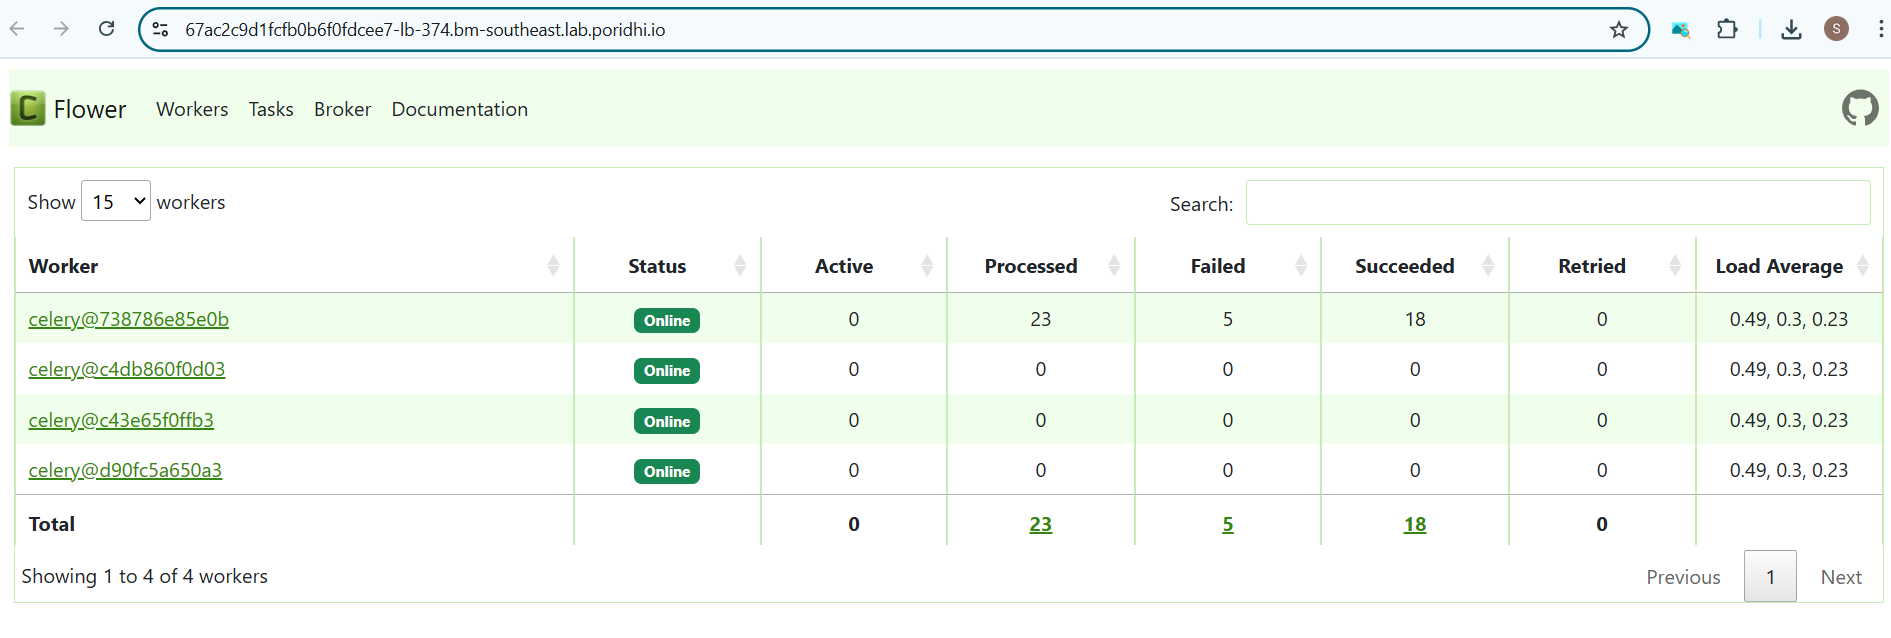 67ac2c9d1fcfb0b6f0fdcee7-lb-374.bm-southeast.lab.poridhi.io
S
C Flower Workers Tasks Broker Documentation
Show 15 workers Search:
Worker Status Active Processed Failed Succeeded Retried Load Average
celery@738786e85e0b Online 0 23 5 18 0 0.49, 0.3, 0.23
celery@c4db860f0d03 Online 0 0 0 0 0 0.49, 0.3, 0.23
celery@c43e65f0ffb3 Online 0 0 0 0 0 0.49, 0.3, 0.23
celery@d90fc5a650a3 Online 0 0 0 0 0 0.49, 0.3, 0.23
Total 0 23 5 18 0
Showing 1 to 4 of 4 workers Previous 1 Next